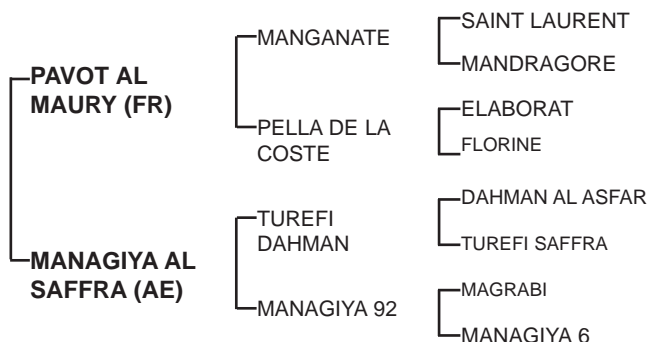 SAINT LAURENT
MANGANATE
MANDRAGORE
PAVOT AL
MAURY (FR)
ELABORAT
PELLA DE LA
COSTE
FLORINE
DAHMAN AL ASFAR
TUREFI
DAHMAN
TUREFI SAFFRA
MANAGIYA AL
SAFFRA (AE)
MAGRABI
MANAGIYA 92
MANAGIYA 6